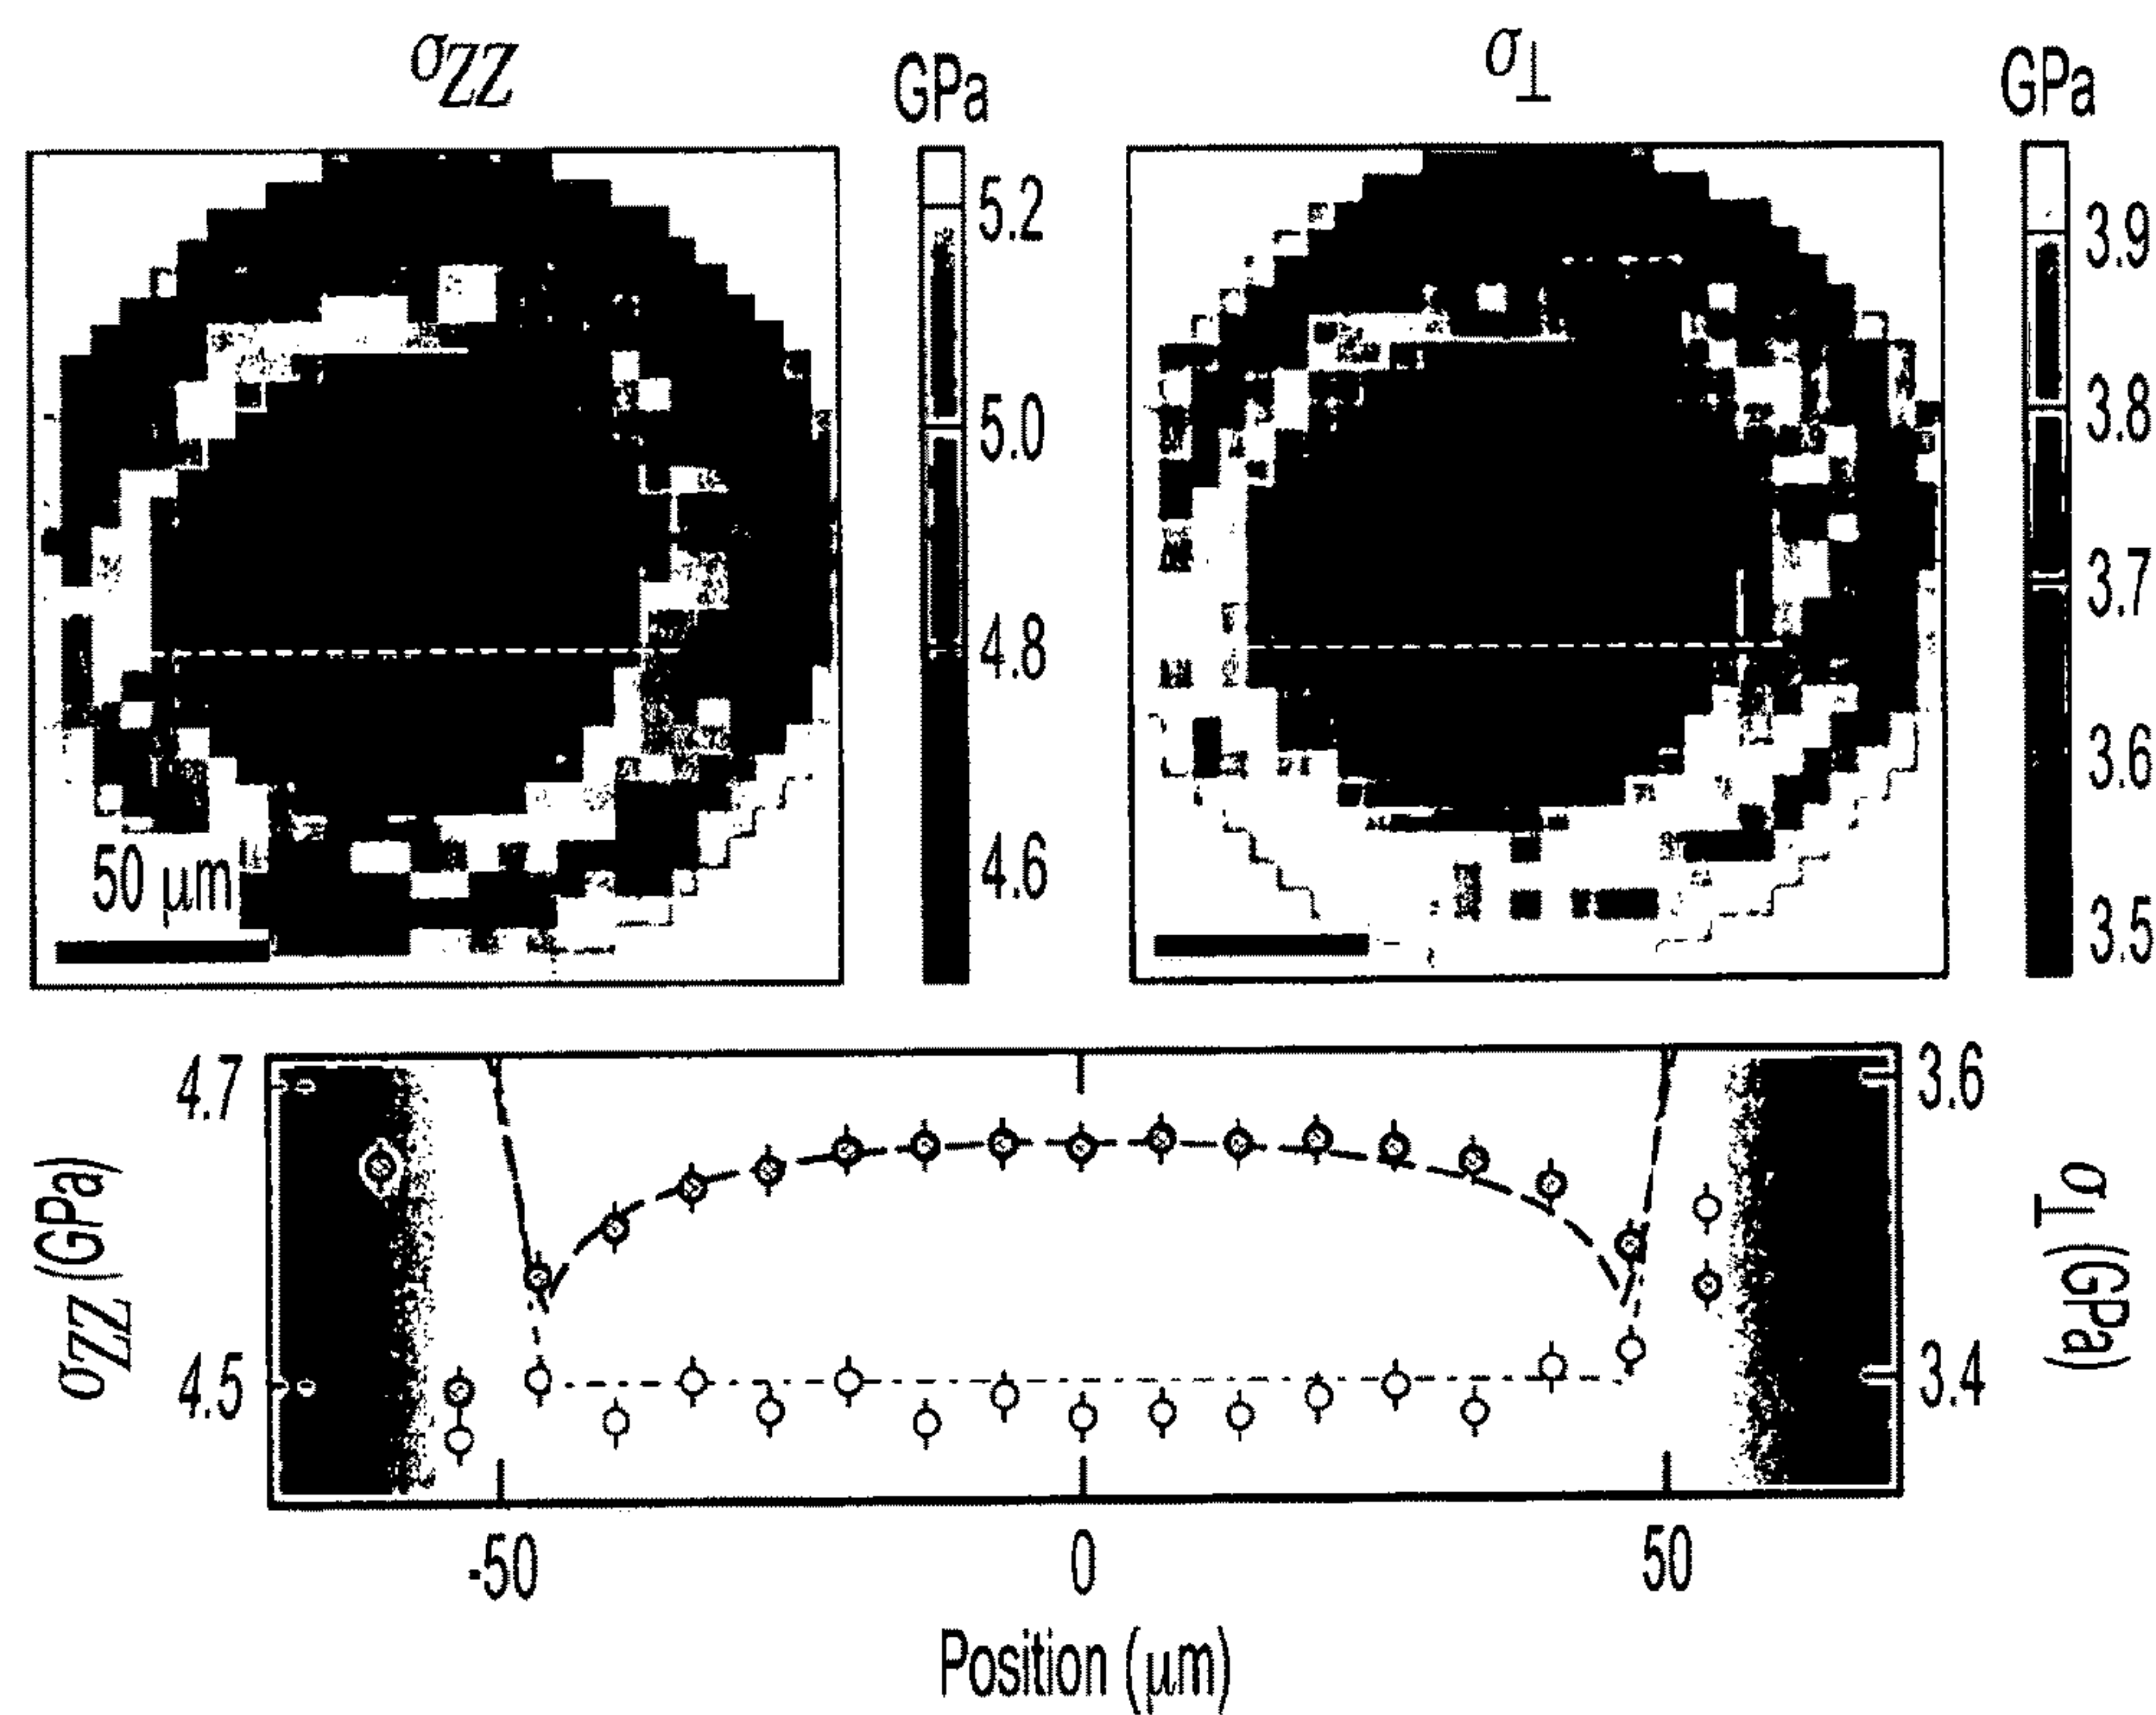 σZZ
GPa
5.2
5.0
4.8
4.6
50 μm
σ⊥
GPa
3.9
3.8
3.7
3.6
3.5
σZZ (GPa)
4.7
4.5
3.6
3.4
σ⊥ (GPa)
-50
0
50
Position (μm)